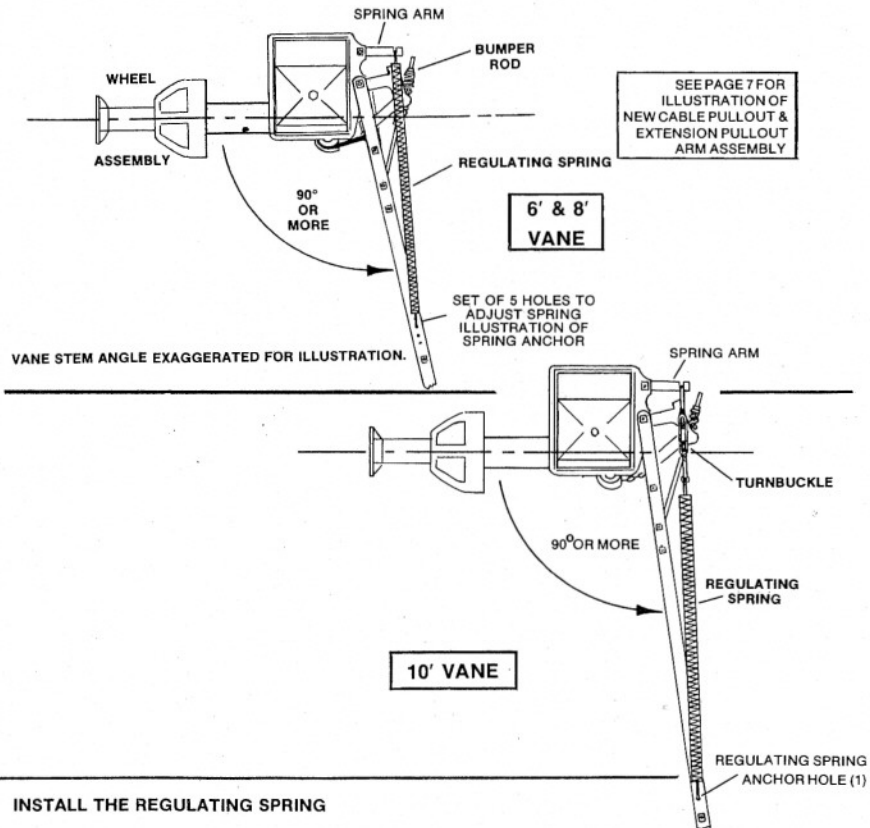 SPRING ARM
BUMPER
ROD
WHEEL
ASSEMBLY
SEE PAGE 7 FOR
ILLUSTRATION OF
NEW CABLE PULLOUT &
EXTENSION PULLOUT
ARM ASSEMBLY
REGULATING SPRING
90°
OR
MORE
6' & 8'
VANE
SET OF 5 HOLES TO
ADJUST SPRING
ILLUSTRATION OF
SPRING ANCHOR
VANE STEM ANGLE EXAGGERATED FOR ILLUSTRATION.
SPRING ARM
TURNBUCKLE
90° OR MORE
REGULATING
SPRING
10' VANE
REGULATING SPRING
ANCHOR HOLE (1)
INSTALL THE REGULATING SPRING